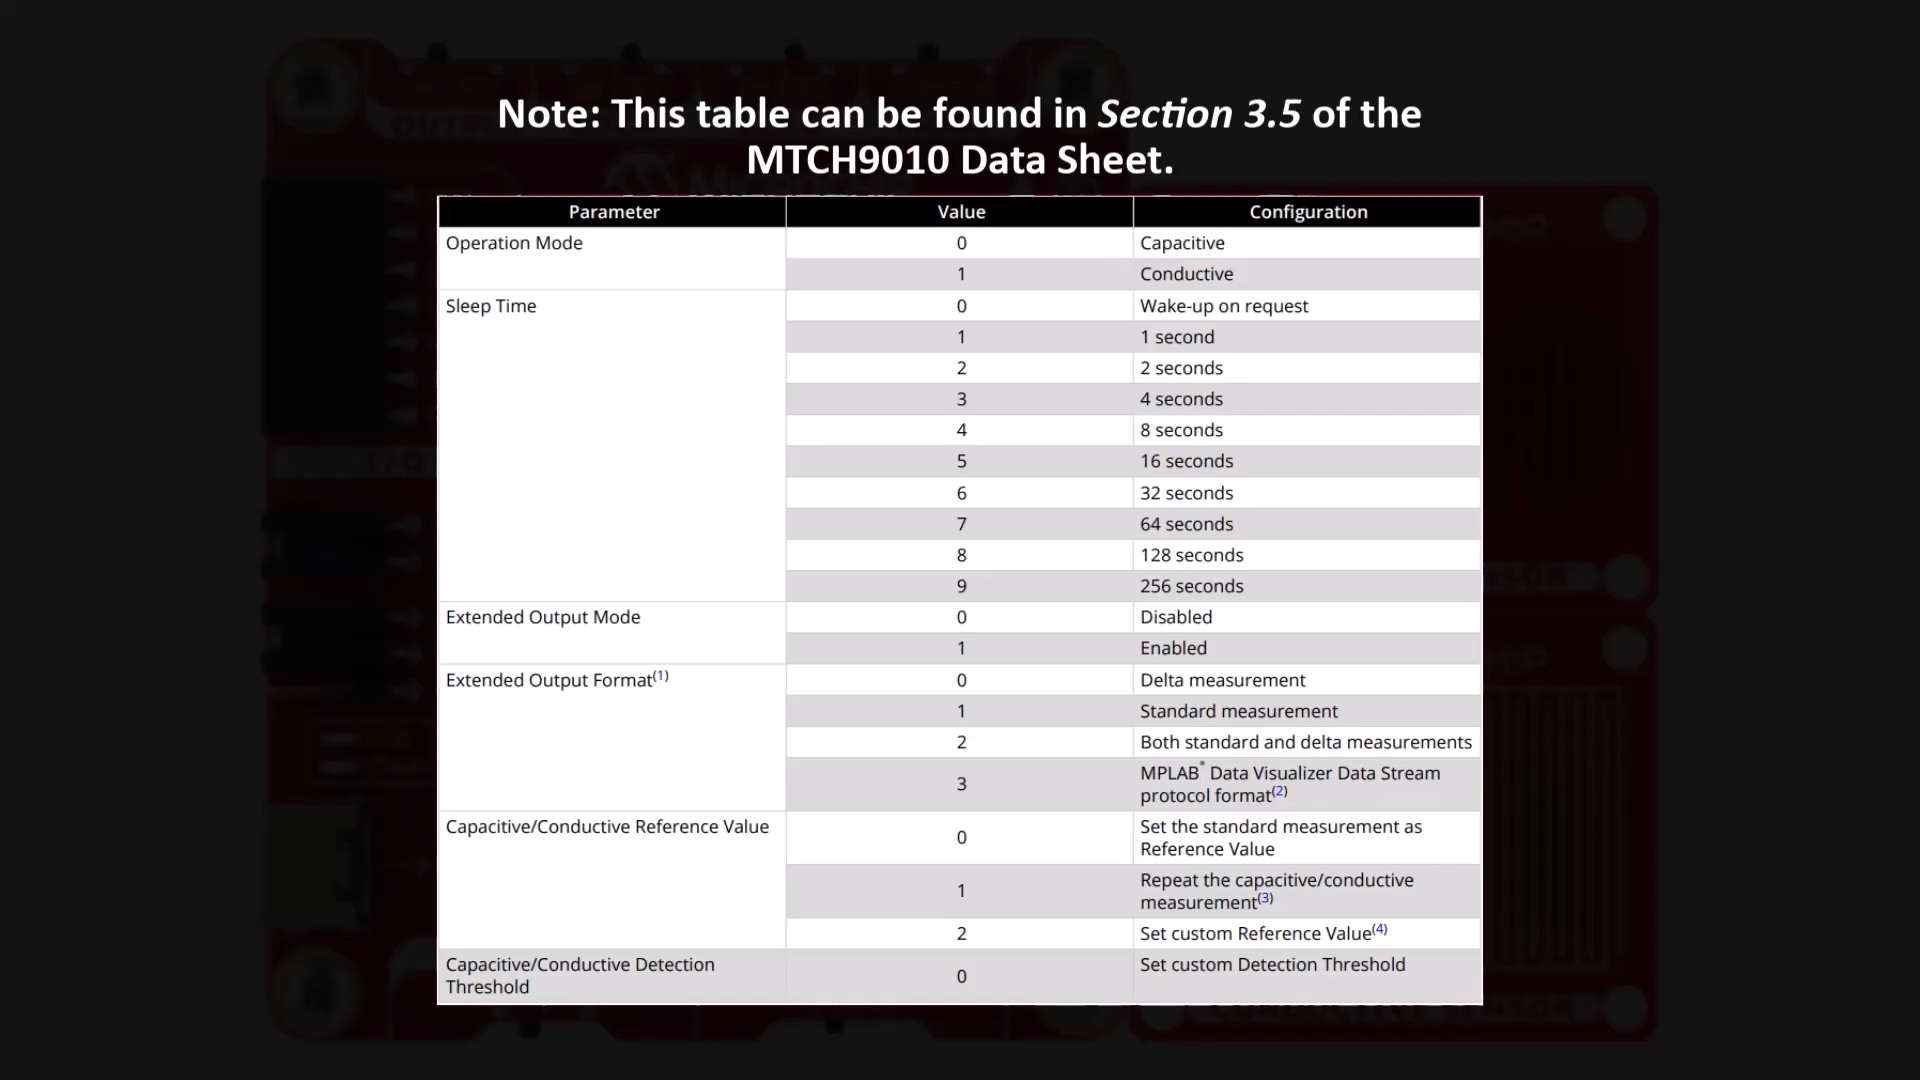 Note: This table can be found in Section 3.5 of the
MTCH9010 Data Sheet.
Parameter Value Configuration
Operation Mode 0 Capacitive
1 Conductive
Sleep Time 0 Wake-up on request
1 1 second
2 2 seconds
3 4 seconds
4 8 seconds
5 16 seconds
6 32 seconds
7 64 seconds
8 128 seconds
9 256 seconds
Extended Output Mode 0 Disabled
1 Enabled
Extended Output Format(1) 0 Delta measurement
1 Standard measurement
2 Both standard and delta measurements
3 MPLAB® Data Visualizer Data Stream
protocol format(2)
Capacitive/Conductive Reference Value 0 Set the standard measurement as
Reference Value
1 Repeat the capacitive/conductive
measurement(3)
2 Set custom Reference Value(4)
Capacitive/Conductive Detection
Threshold 0 Set custom Detection Threshold
I/O